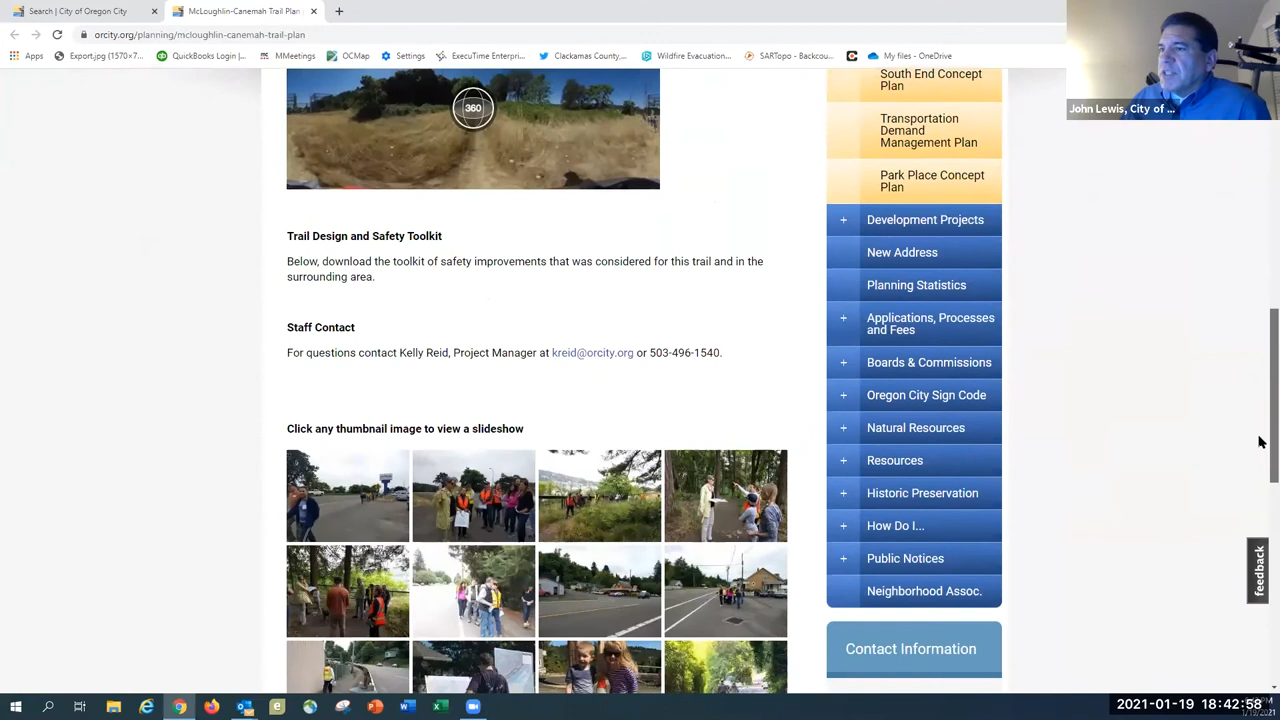 Search | City of Oregon City
McLoughlin-Canemah Trail Plan
orcity.org/planning/mcloughlin-canemah-trail-plan
Apps
Export.jpg (1570×7...
QuickBooks Login |...
MMeetings
OCMap
Settings
ExecuTime Enterpri...
Clackamas County,...
Wildfire Evacuation...
SARTopo - Backcou...
My files - OneDrive
John Lewis, City of ...
360
Trail Design and Safety Toolkit
Below, download the toolkit of safety improvements that was considered for this trail and in the
surrounding area.
Staff Contact
For questions contact Kelly Reid, Project Manager at kreid@orcity.org or 503-496-1540.
Click any thumbnail image to view a slideshow
South End Concept
Plan
Transportation
Demand
Management Plan
Park Place Concept
Plan
+ Development Projects
New Address
Planning Statistics
+ Applications, Processes
and Fees
+ Boards & Commissions
+ Oregon City Sign Code
+ Natural Resources
+ Resources
+ Historic Preservation
+ How Do I...
+ Public Notices
Neighborhood Assoc.
Contact Information
feedback
2021-01-19 18:42:58